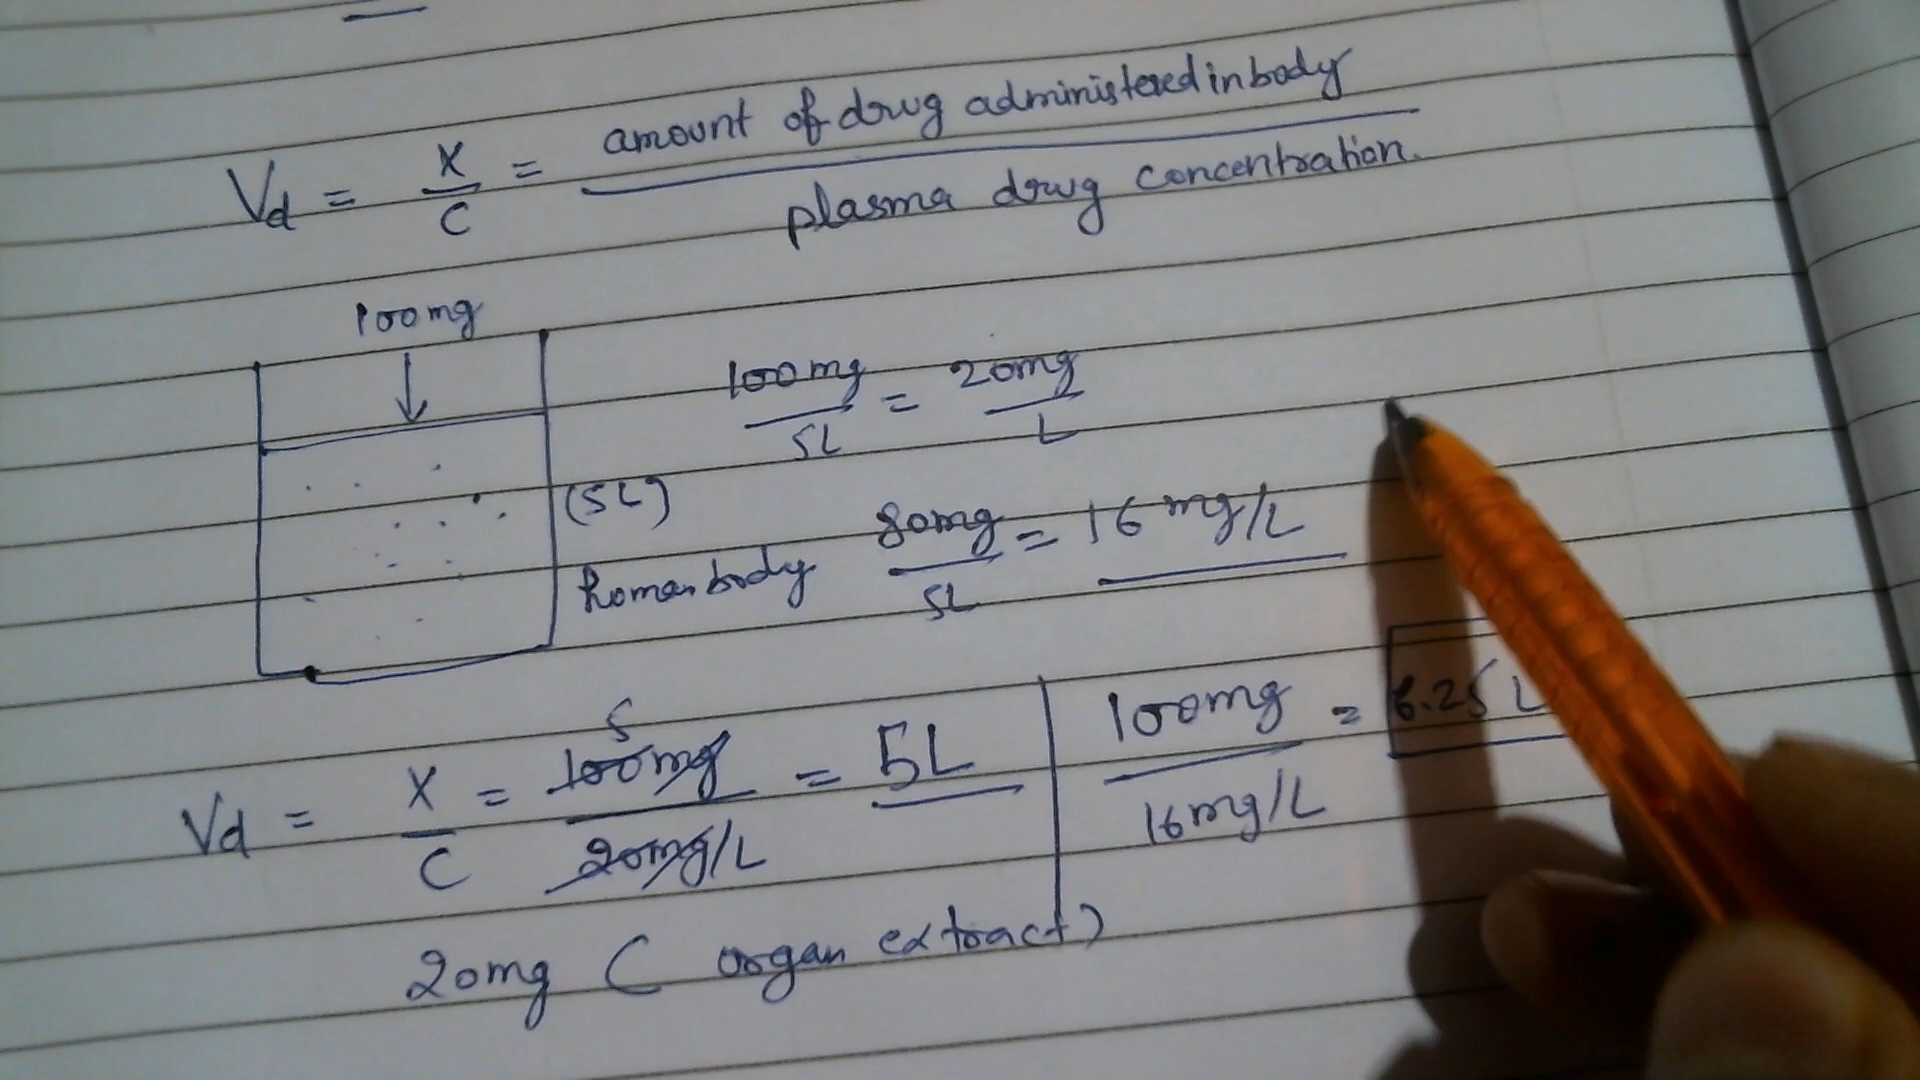 Vd = X/C = amount of drug administered in body / plasma drug concentration.
100mg
100mg/5L = 20mg/L
(5L)
human body 80mg/5L = 16 mg/L
Vd = X/C = 100mg/20mg/L = 5L
5
100mg/16mg/L = 6.25 L
20mg ( organ extract)